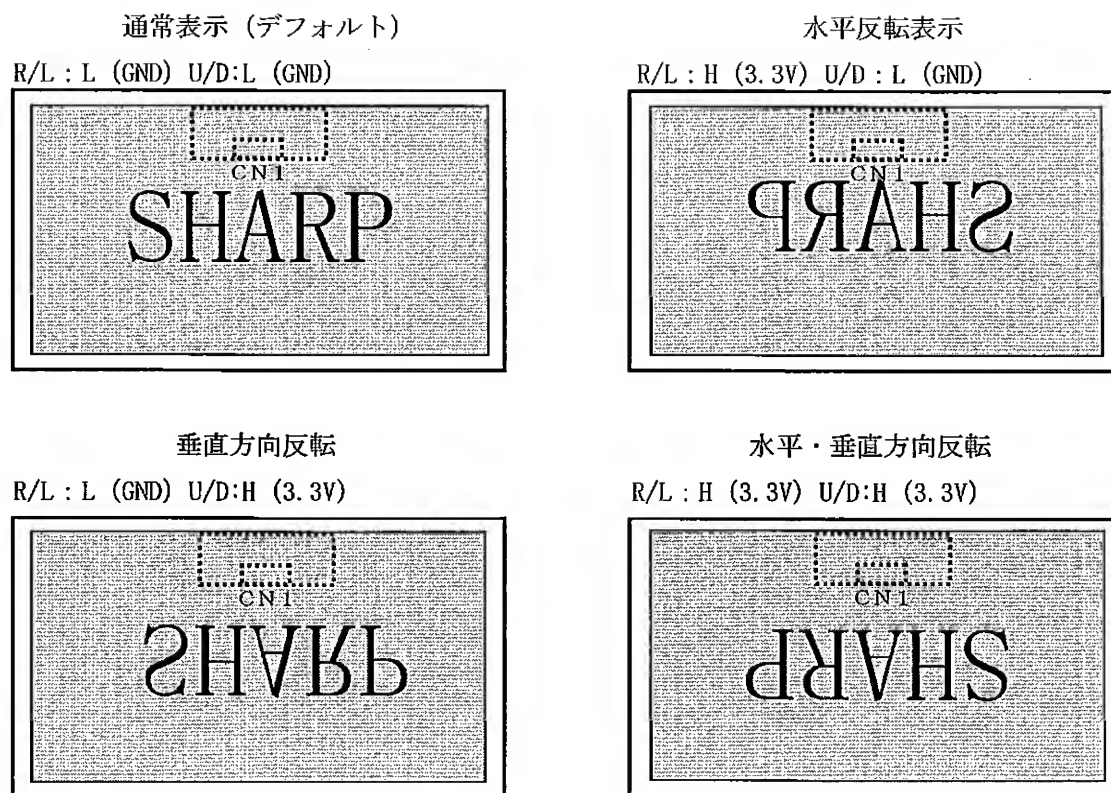 通常表示 (デフォルト)
R/L : L (GND) U/D:L (GND)
CN1
SHARP
水平反転表示
R/L : H (3.3V) U/D : L (GND)
CN1
SHARP
垂直方向反転
R/L : L (GND) U/D:H (3.3V)
CN1
SHARP
水平・垂直方向反転
R/L : H (3.3V) U/D:H (3.3V)
CN1
SHARP